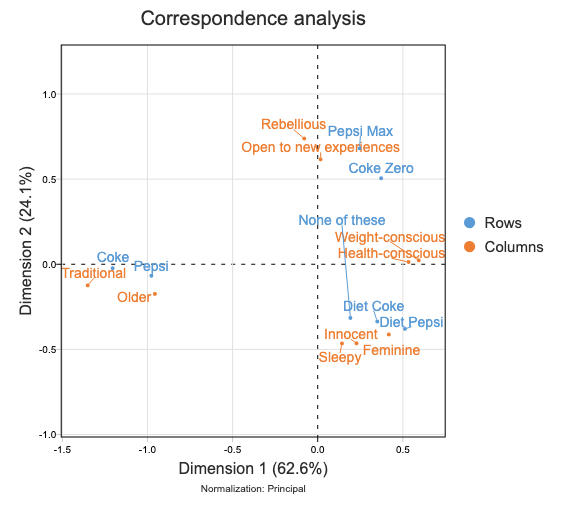 Correspondence analysis
1.0
0.5
0.0
-0.5
-1.0
-1.5
-1.0
-0.5
0.0
0.5
Dimension 2 (24.1%)
Dimension 1 (62.6%)
Normalization: Principal
Rebellious
Pepsi Max
Open to new experiences
Coke Zero
None of these
Weight-conscious
Health-conscious
Coke
Pepsi
Traditional
Older
Diet Coke
Diet Pepsi
Innocent
Feminine
Sleepy
Rows
Columns